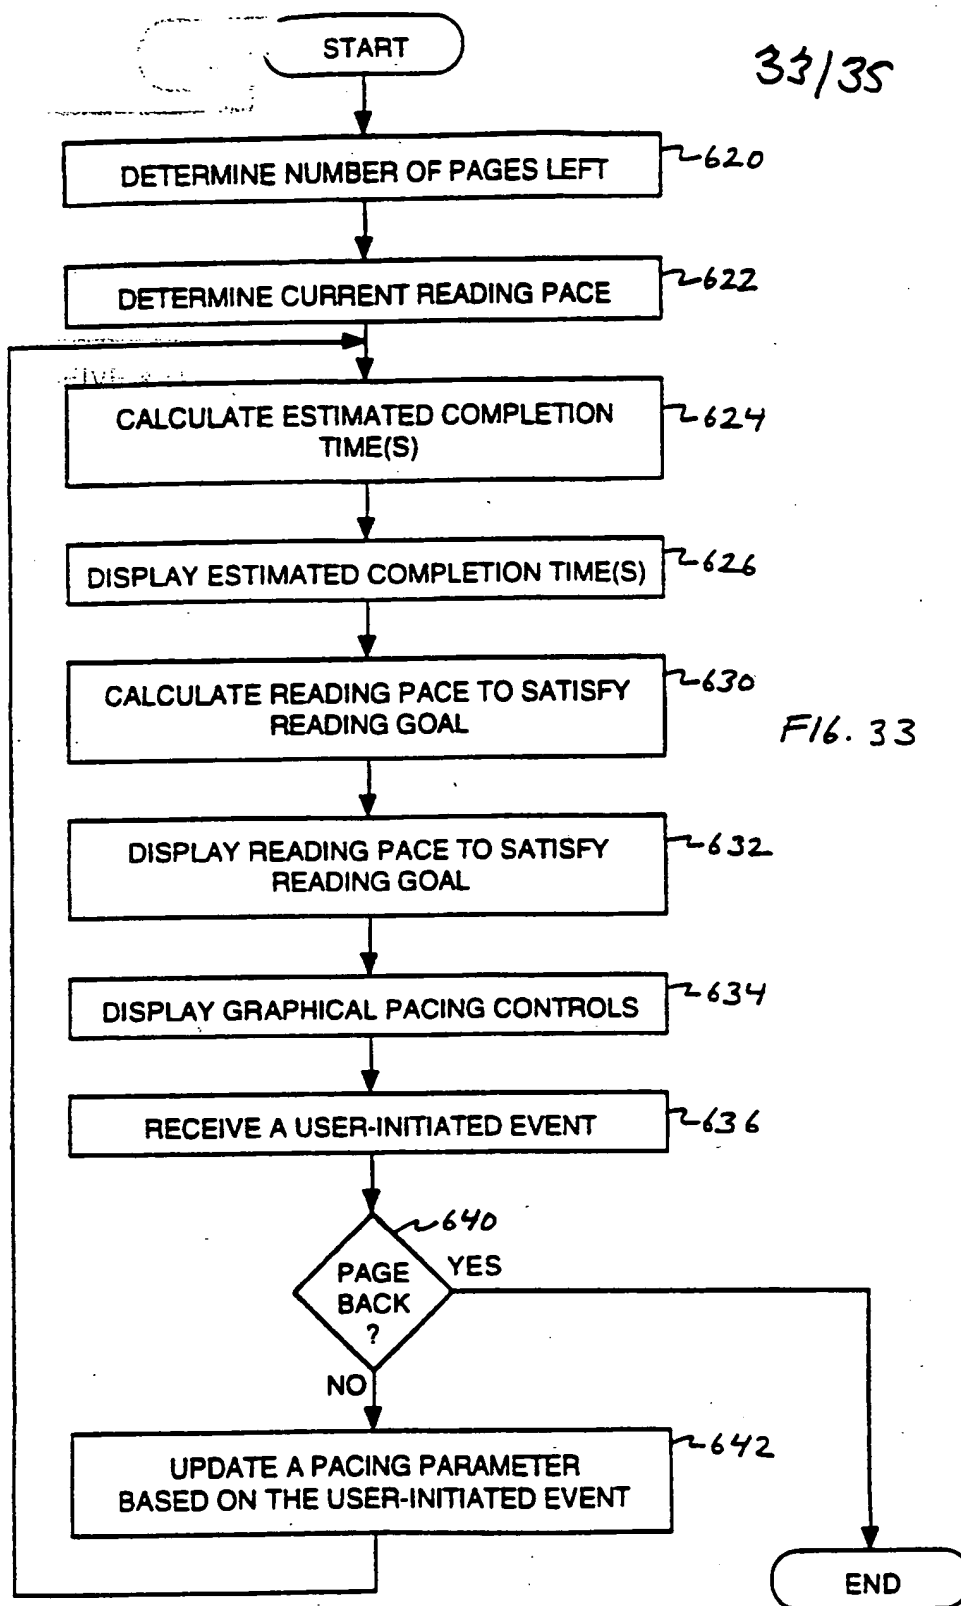 START
33/35
DETERMINE NUMBER OF PAGES LEFT
620
DETERMINE CURRENT READING PACE
622
CALCULATE ESTIMATED COMPLETION
TIME(S)
624
DISPLAY ESTIMATED COMPLETION TIME(S)
626
CALCULATE READING PACE TO SATISFY
READING GOAL
630
FIG. 33
DISPLAY READING PACE TO SATISFY
READING GOAL
632
DISPLAY GRAPHICAL PACING CONTROLS
634
RECEIVE A USER-INITIATED EVENT
636
640
PAGE
BACK
?
YES
NO
UPDATE A PACING PARAMETER
BASED ON THE USER-INITIATED EVENT
642
END